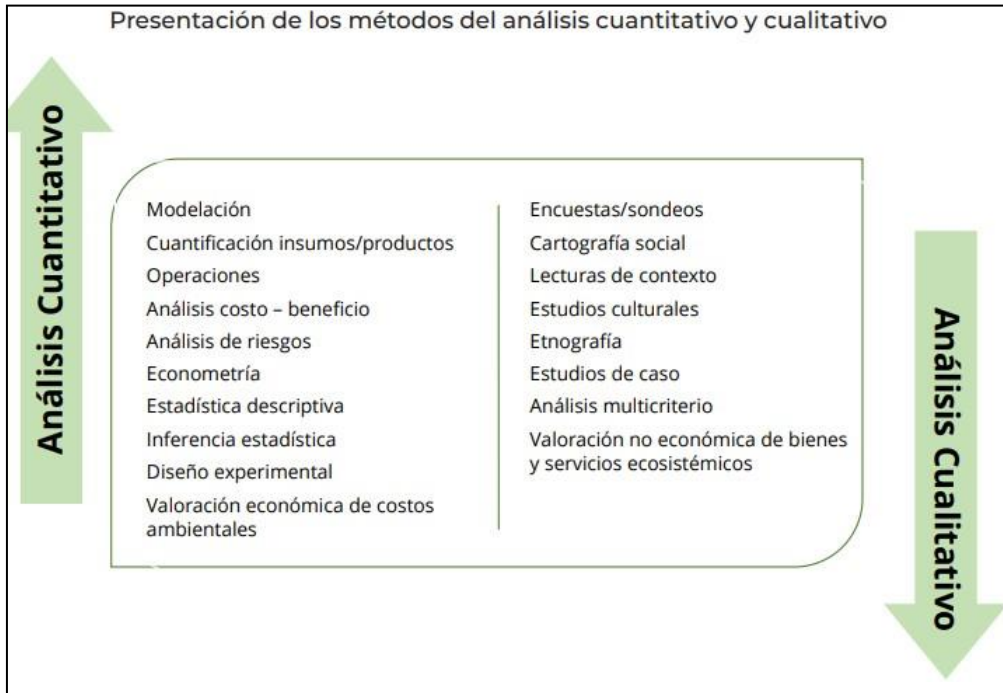 Presentación de los métodos del análisis cuantitativo y cualitativo
Análisis Cuantitativo
Modelación
Cuantificación insumos/productos
Operaciones
Análisis costo – beneficio
Análisis de riesgos
Econometría
Estadística descriptiva
Inferencia estadística
Diseño experimental
Valoración económica de costos
ambientales
Encuestas/sondeos
Cartografía social
Lecturas de contexto
Estudios culturales
Etnografía
Estudios de caso
Análisis multicriterio
Valoración no económica de bienes
y servicios ecosistémicos
Análisis Cualitativo